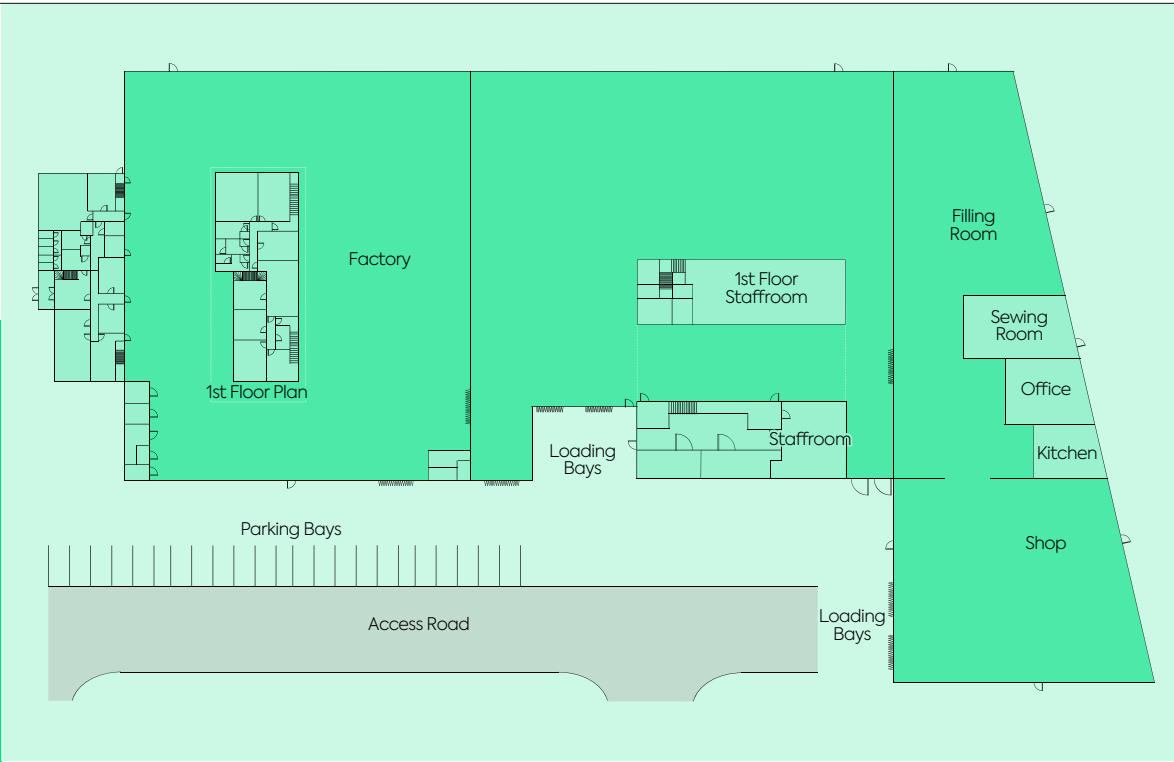 Filling
Room
Factory
1st Floor
Staffroom
Sewing
Room
Office
1st Floor Plan
Staffroom
Loading
Bays
Kitchen
Parking Bays
Shop
Access Road
Loading
Bays